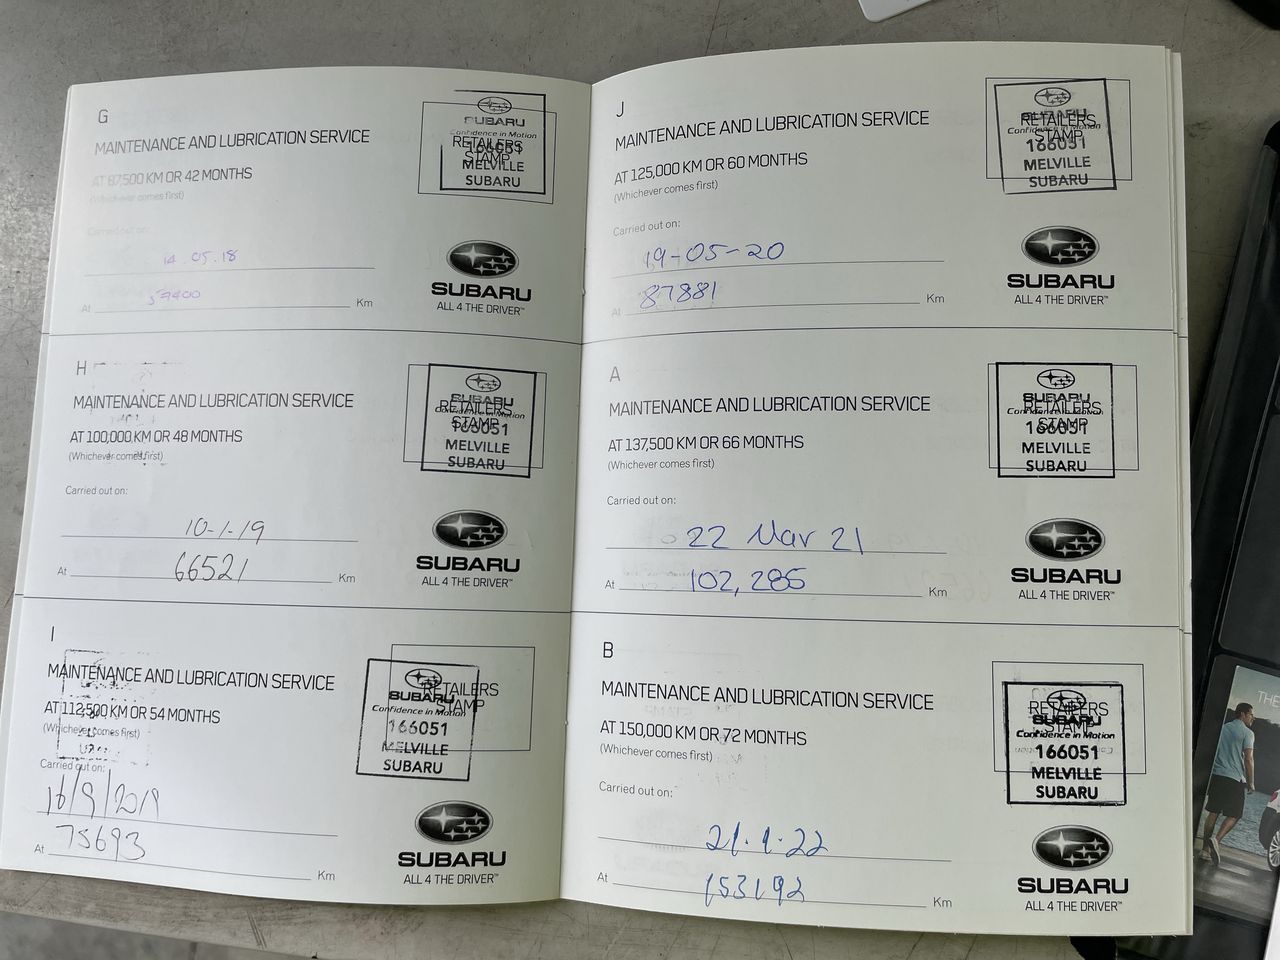 G
MAINTENANCE AND LUBRICATION SERVICE
AT 87,500 KM OR 42 MONTHS
(Whichever comes first)
Carried out on:
14.05.18
At 59400 Km
SUBARU
Confidence in Motion
RETAILERS
STAMP
166051
MELVILLE
SUBARU
SUBARU
ALL 4 THE DRIVER™
H
MAINTENANCE AND LUBRICATION SERVICE
AT 100,000 KM OR 48 MONTHS
(Whichever comes first)
Carried out on:
10-1-19
At 66521 Km
SUBARU
Confidence in Motion
RETAILERS
STAMP
166051
MELVILLE
SUBARU
SUBARU
ALL 4 THE DRIVER™
I
MAINTENANCE AND LUBRICATION SERVICE
AT 112,500 KM OR 54 MONTHS
(Whichever comes first)
Carried out on:
16/9/2019
At 75693 Km
RETAILERS
STAMP
SUBARU
Confidence in Motion
166051
MELVILLE
SUBARU
SUBARU
ALL 4 THE DRIVER™
J
MAINTENANCE AND LUBRICATION SERVICE
AT 125,000 KM OR 60 MONTHS
(Whichever comes first)
Carried out on:
19-05-20
At 87881 Km
SUBARU
RETAILERS
Confidence in Motion
STAMP
166051
MELVILLE
SUBARU
SUBARU
ALL 4 THE DRIVER™
A
MAINTENANCE AND LUBRICATION SERVICE
AT 137,500 KM OR 66 MONTHS
(Whichever comes first)
Carried out on:
22 Mar 21
At 102,285 Km
SUBARU
RETAILERS
Confidence in Motion
STAMP
166051
MELVILLE
SUBARU
SUBARU
ALL 4 THE DRIVER™
B
MAINTENANCE AND LUBRICATION SERVICE
AT 150,000 KM OR 72 MONTHS
(Whichever comes first)
Carried out on:
21.1.22
At 153192 Km
RETAILERS
SUBARU
STAMP
Confidence in Motion
166051
MELVILLE
SUBARU
SUBARU
ALL 4 THE DRIVER™
THE